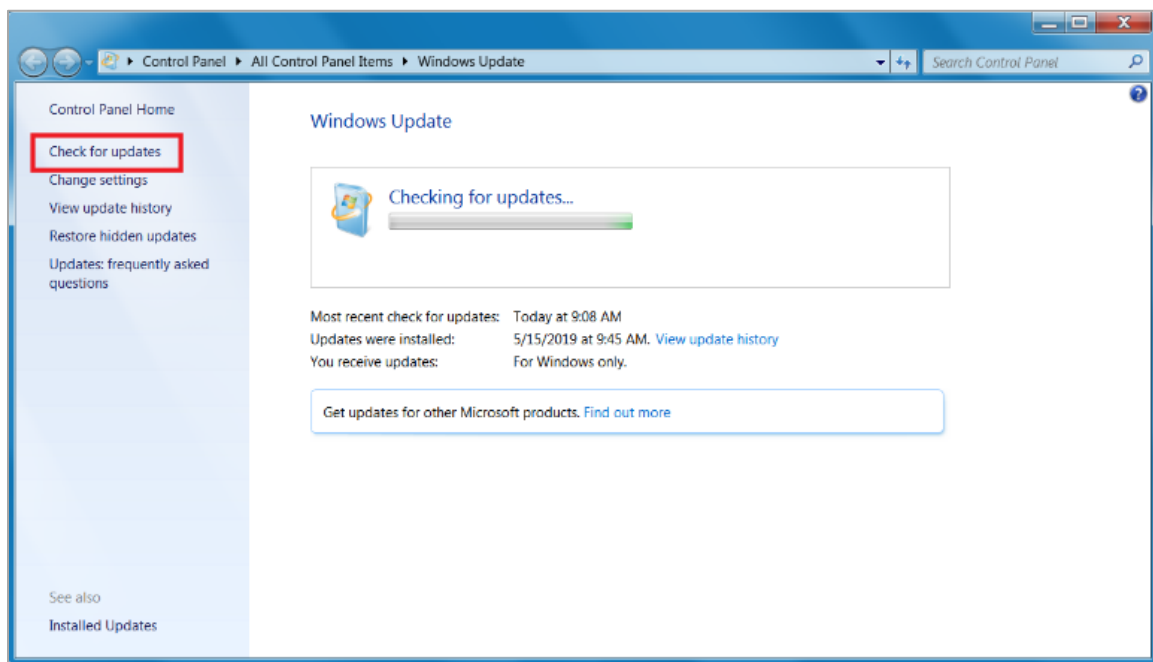 Control Panel All Control Panel Items Windows Update
Search Control Panel
Control Panel Home
Check for updates
Change settings
View update history
Restore hidden updates
Updates: frequently asked
questions
See also
Installed Updates
Windows Update
Checking for updates...
Most recent check for updates: Today at 9:08 AM
Updates were installed: 5/15/2019 at 9:45 AM. View update history
You receive updates: For Windows only.
Get updates for other Microsoft products. Find out more